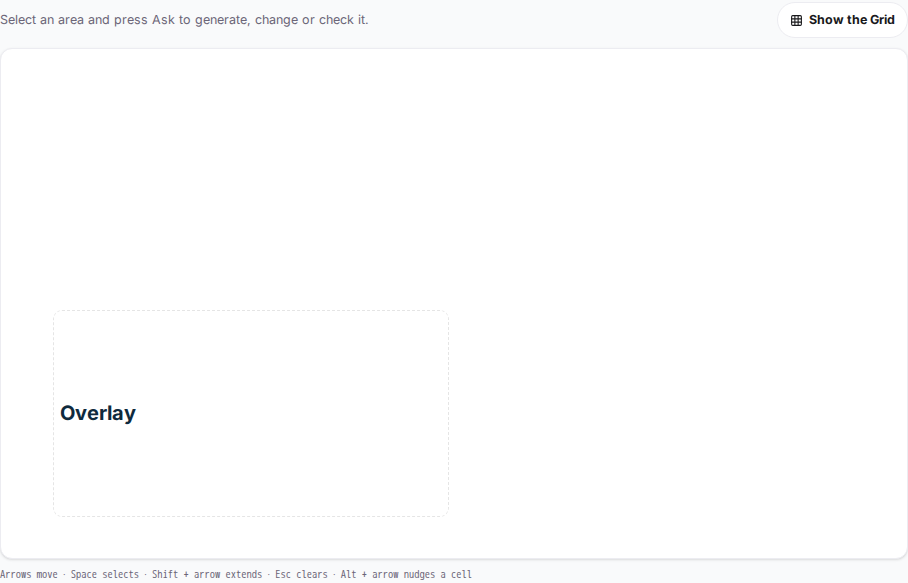 Select an area and press Ask to generate, change or check it.
Show the Grid
Overlay
Arrows move · Space selects · Shift + arrow extends · Esc clears · Alt + arrow nudges a cell